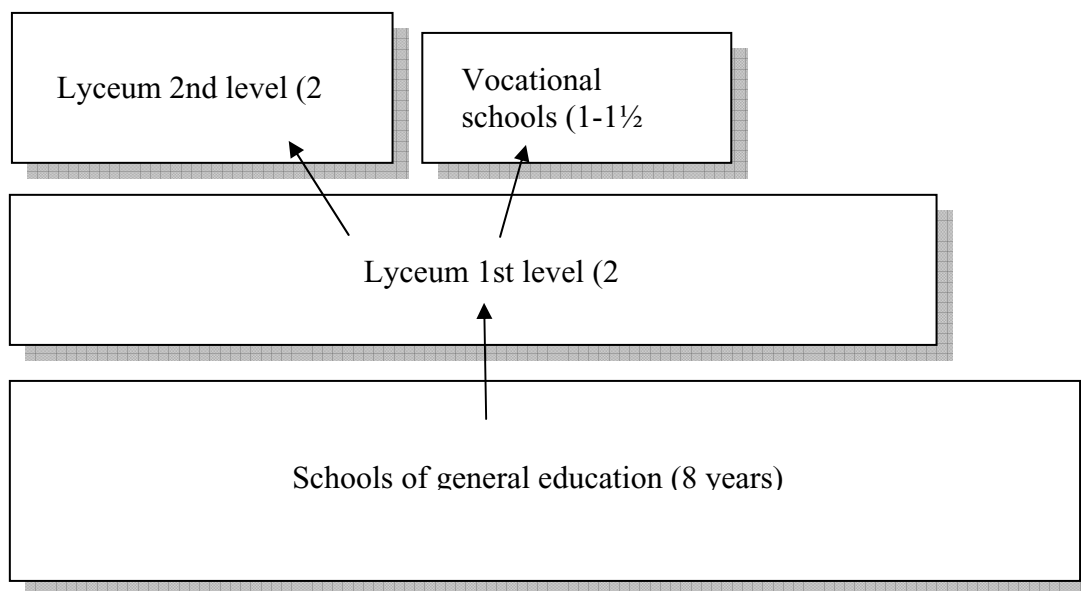 Lyceum 2nd level (2
Vocational
schools (1-1½
Lyceum 1st level (2
Schools of general education (8 years)